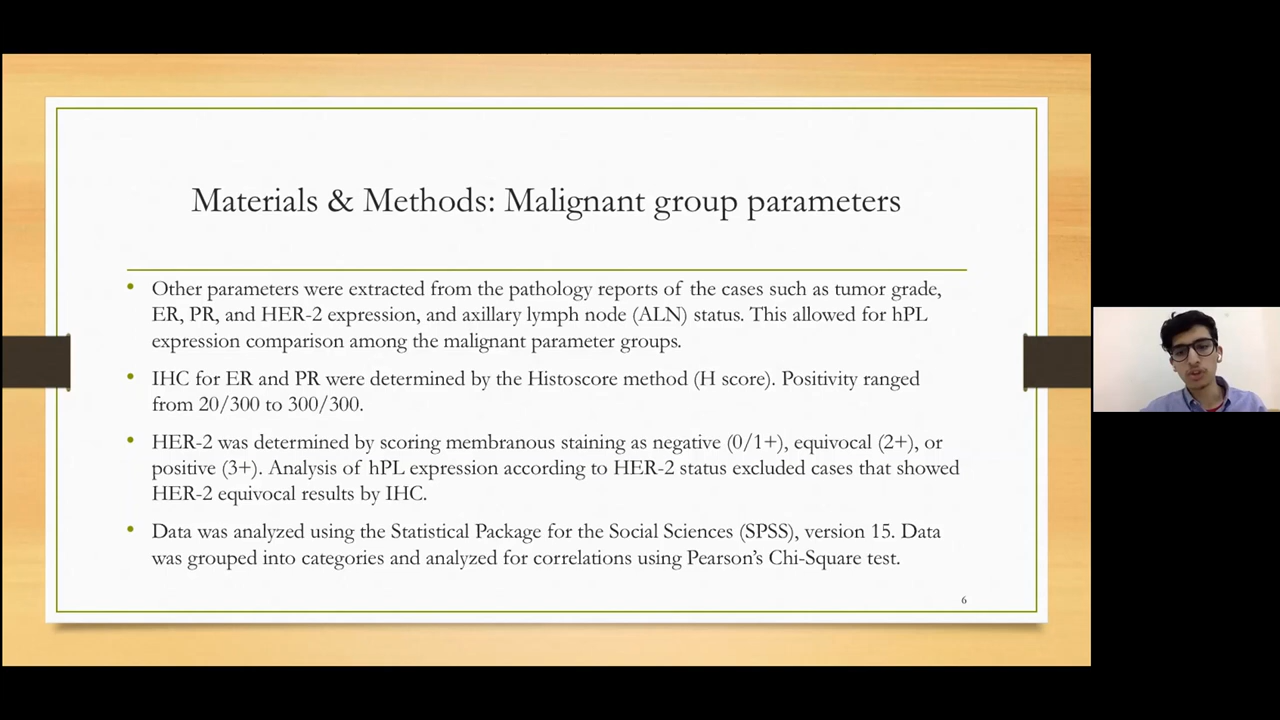 Materials & Methods: Malignant group parameters
• Other parameters were extracted from the pathology reports of the cases such as tumor grade,
ER, PR, and HER-2 expression, and axillary lymph node (ALN) status. This allowed for hPL
expression comparison among the malignant parameter groups.
• IHC for ER and PR were determined by the Histoscore method (H score). Positivity ranged
from 20/300 to 300/300.
• HER-2 was determined by scoring membranous staining as negative (0/1+), equivocal (2+), or
positive (3+). Analysis of hPL expression according to HER-2 status excluded cases that showed
HER-2 equivocal results by IHC.
• Data was analyzed using the Statistical Package for the Social Sciences (SPSS), version 15. Data
was grouped into categories and analyzed for correlations using Pearson’s Chi-Square test.
6